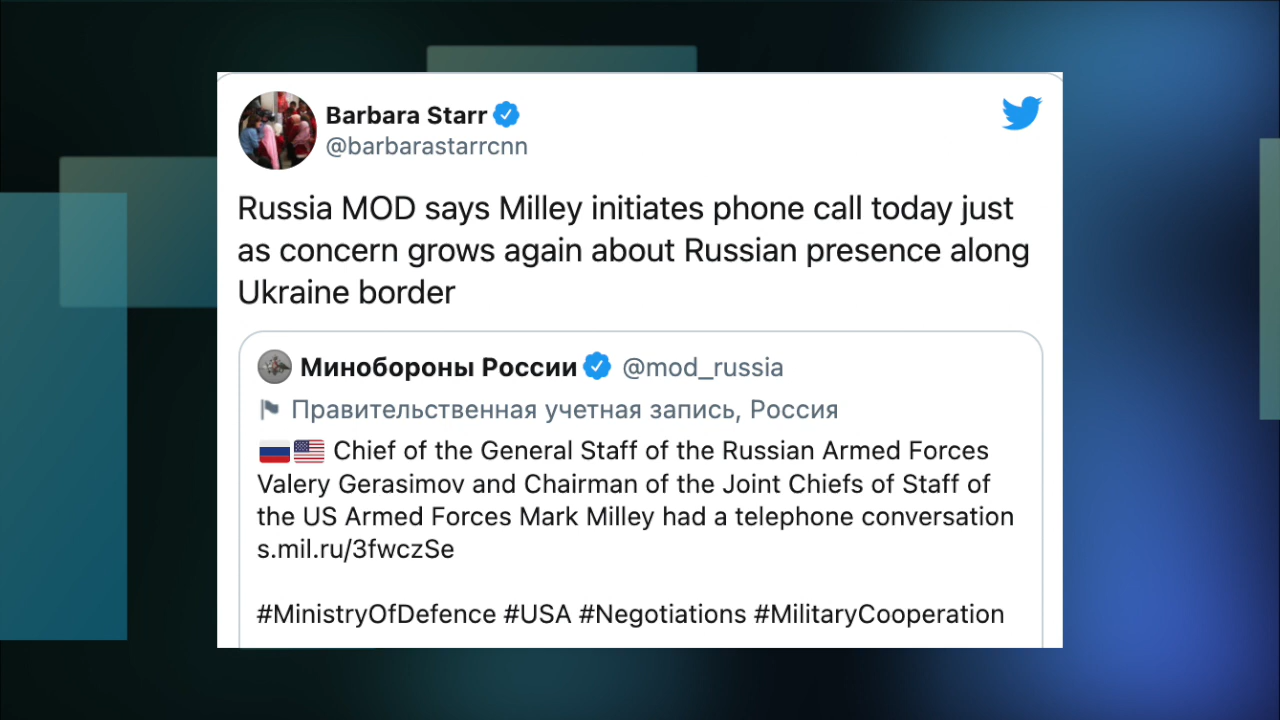 Barbara Starr
@barbarastarrcnn
Russia MOD says Milley initiates phone call today just
as concern grows again about Russian presence along
Ukraine border
Минобороны России @mod_russia
Правительственная учетная запись, Россия
🇷🇺🇺🇸 Chief of the General Staff of the Russian Armed Forces
Valery Gerasimov and Chairman of the Joint Chiefs of Staff of
the US Armed Forces Mark Milley had a telephone conversation
s.mil.ru/3fwczSe
#MinistryOfDefence #USA #Negotiations #MilitaryCooperation